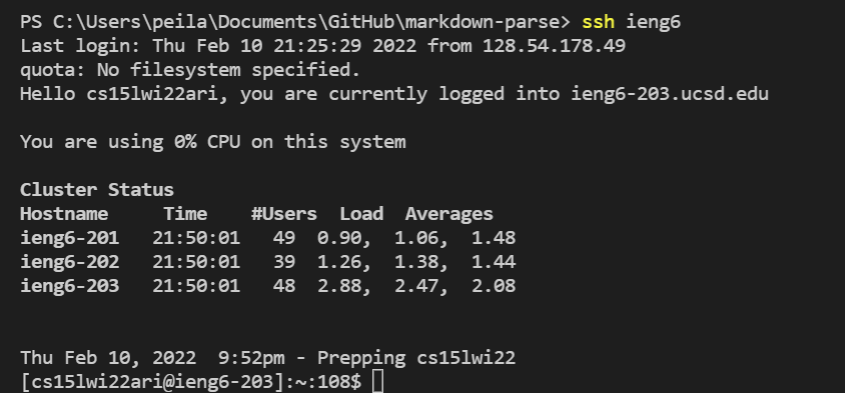 PS C:\Users\peila\Documents\GitHub\markdown-parse> ssh ieng6
Last login: Thu Feb 10 21:25:29 2022 from 128.54.178.49
quota: No filesystem specified.
Hello cs15lwi22ari, you are currently logged into ieng6-203.ucsd.edu
You are using 0% CPU on this system
Cluster Status
Hostname     Time    #Users  Load  Averages
ieng6-201   21:50:01   49  0.90,  1.06,  1.48
ieng6-202   21:50:01   39  1.26,  1.38,  1.44
ieng6-203   21:50:01   48  2.88,  2.47,  2.08
Thu Feb 10, 2022  9:52pm - Prepping cs15lwi22
[cs15lwi22ari@ieng6-203]:~:108$